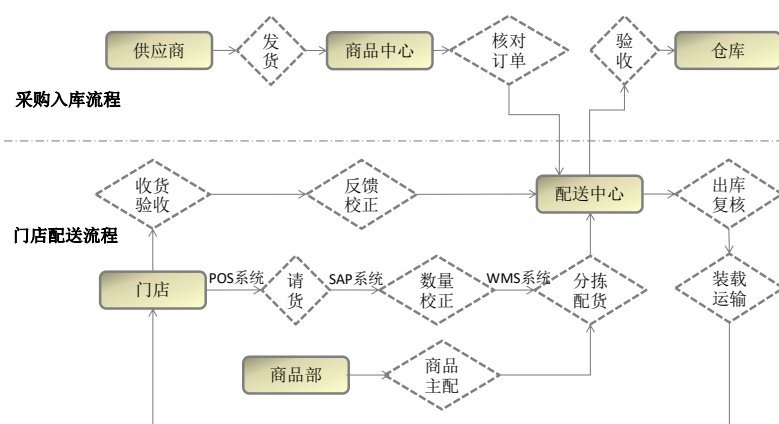 供应商
发
货
商品中心
核对
订单
验
收
仓库
采购入库流程
收货
验收
反馈
校正
配送中心
出库
复核
门店配送流程
门店
POS系统
请
货
SAP系统
数量
校正
WMS系统
分拣
配货
装载
运输
商品部
商品
主配